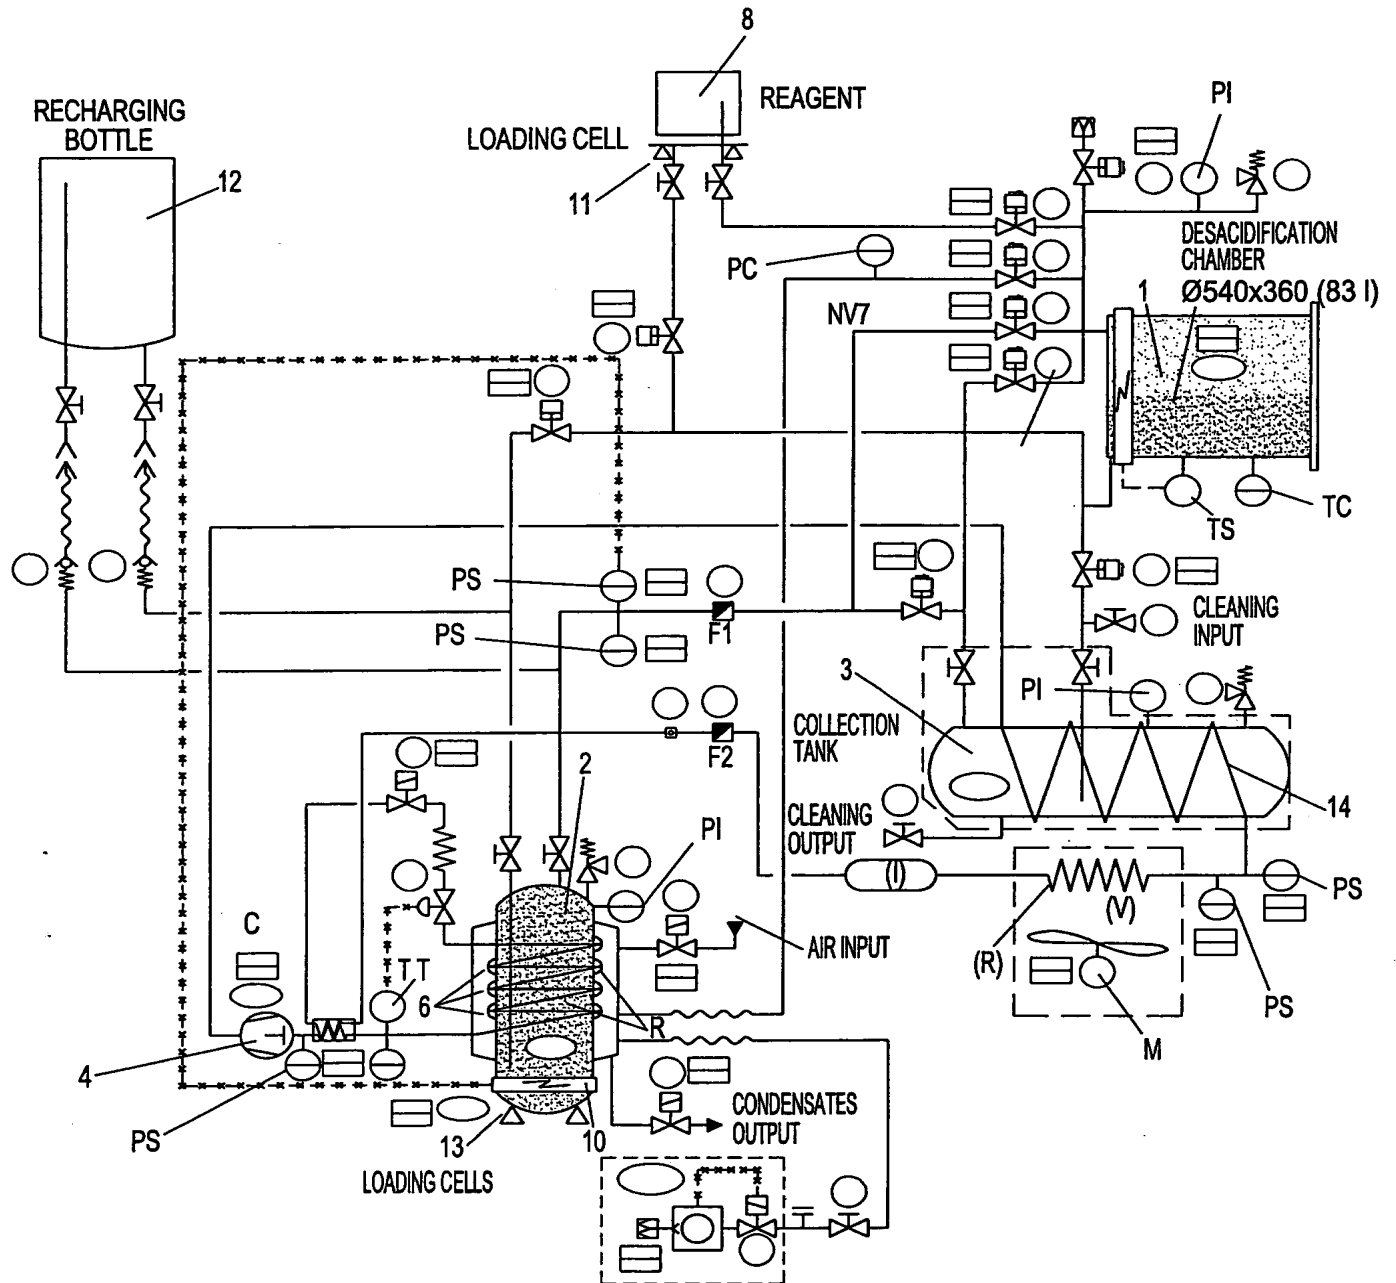 8
RECHARGING
BOTTLE
REAGENT
PI
LOADING CELL
12
11
DESACIDIFICATION
CHAMBER
Ø540x360 (83 l)
PC
1
NV7
TS
TC
PS
PS
F1
CLEANING
INPUT
3
PI
COLLECTION
TANK
F2
2
14
CLEANING
OUTPUT
PI
(I)
(V)
PS
C
AIR INPUT
(R)
TT
6
R
PS
M
4
PS
13
10
CONDENSATES
OUTPUT
LOADING CELLS